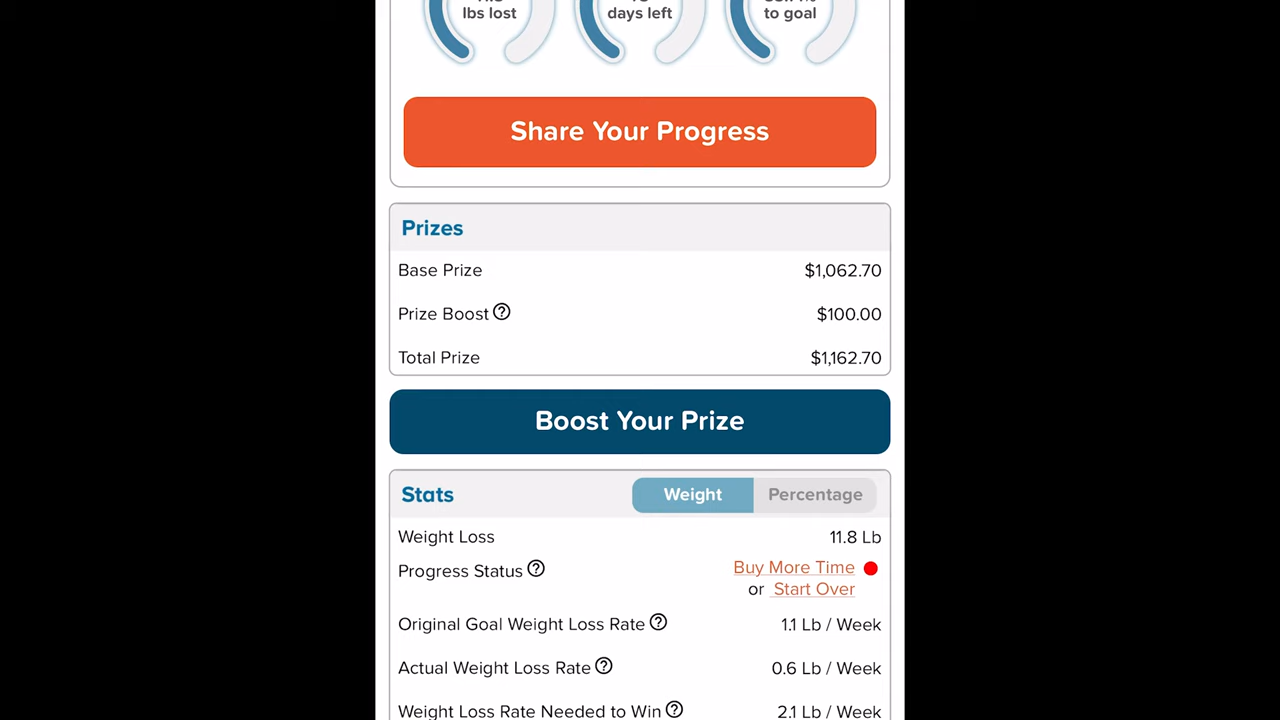 lbs lost
days left
to goal
Share Your Progress
Prizes
Base Prize $1,062.70
Prize Boost ? $100.00
Total Prize $1,162.70
Boost Your Prize
Stats Weight Percentage
Weight Loss 11.8 Lb
Progress Status ? Buy More Time
or Start Over
Original Goal Weight Loss Rate ? 1.1 Lb / Week
Actual Weight Loss Rate ? 0.6 Lb / Week
Weight Loss Rate Needed to Win ? 2.1 Lb / Week